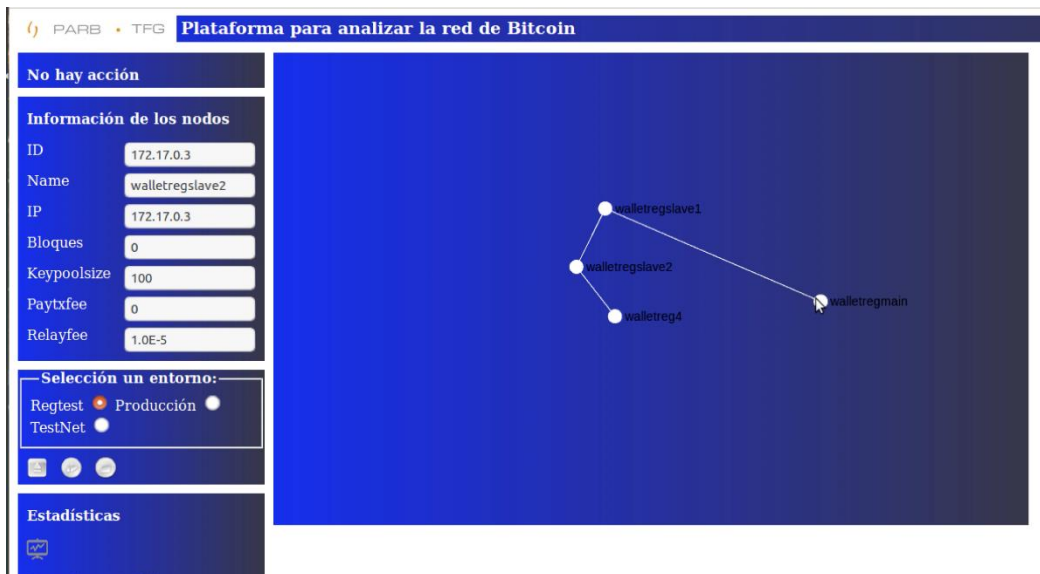 PARB • TFG Plataforma para analizar la red de Bitcoin
No hay acción
Información de los nodos
ID 172.17.0.3
Name walletregslave2
IP 172.17.0.3
Bloques 0
Keypoolsize 100
Paytxfee 0
Relayfee 1.0E-5
Selección un entorno:
Regtest Producción
TestNet
Estadísticas
walletregslave1
walletregslave2
walletregmain
walletreg4